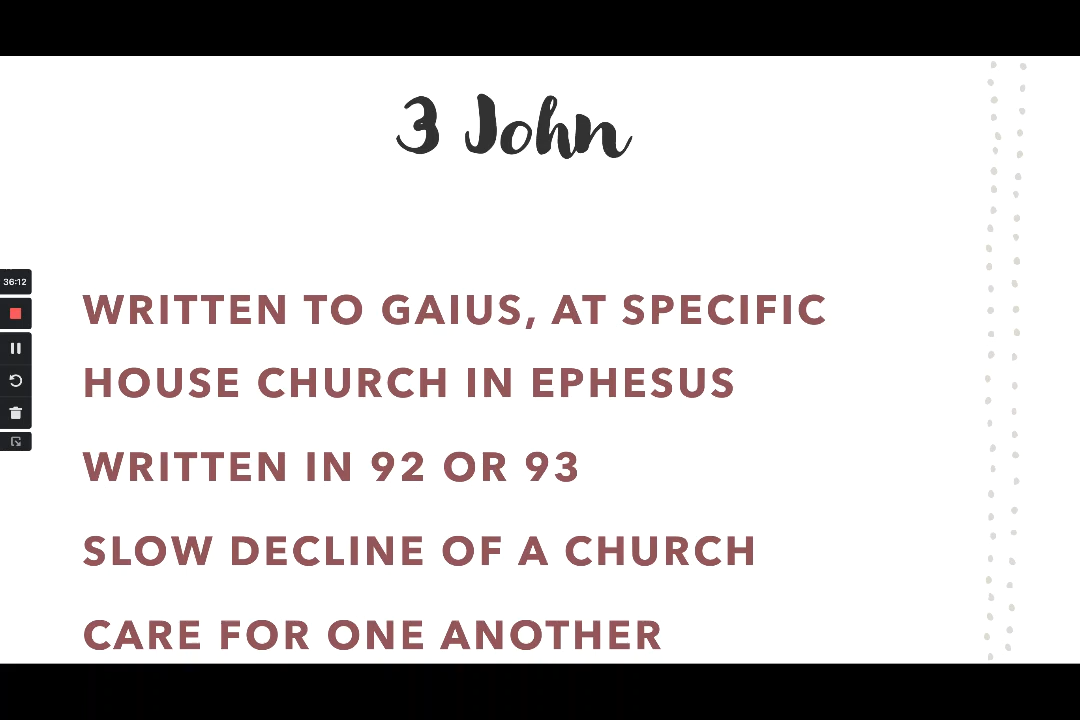 3 John
36:12
WRITTEN TO GAIUS, AT SPECIFIC
HOUSE CHURCH IN EPHESUS
WRITTEN IN 92 OR 93
SLOW DECLINE OF A CHURCH
CARE FOR ONE ANOTHER